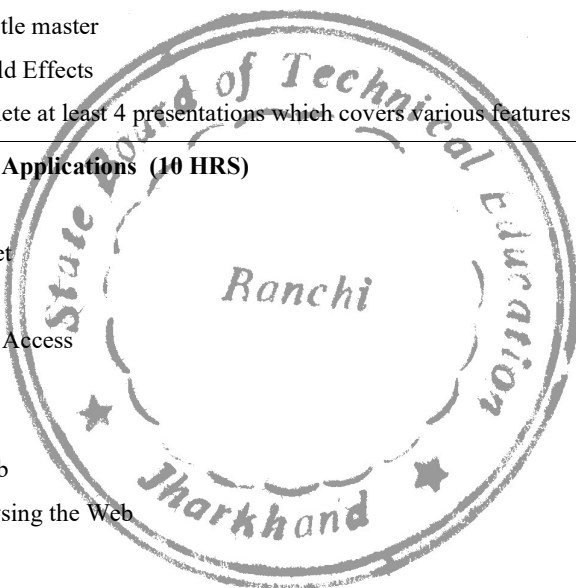 tle master
ld Effects
lete at least 4 presentations which covers various features
Applications (10 HRS)
et
Access
b
sing the Web
State Board of Technical Education
Ranchi
Jharkhand